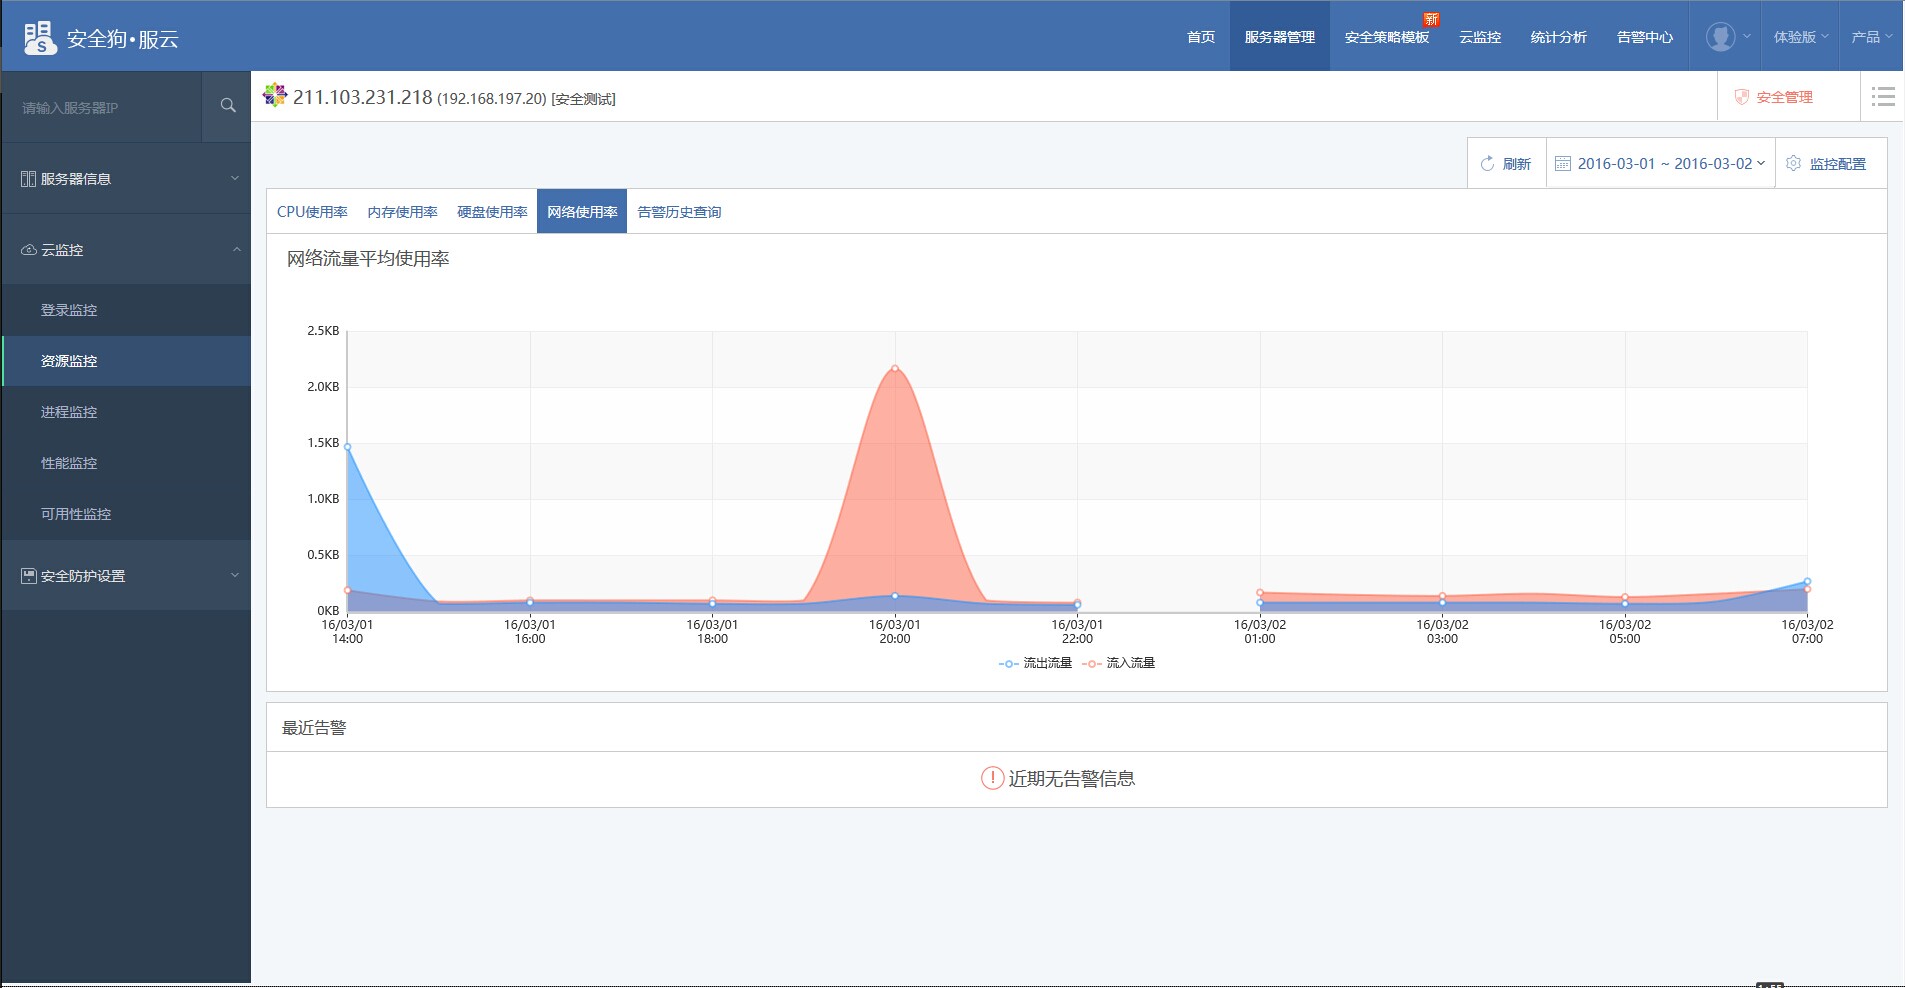 安全狗•服云
首页
服务器管理
安全策略模板
新
云监控
统计分析
告警中心
体验版
产品
请输入服务器IP
211.103.231.218 (192.168.197.20) [安全测试]
安全管理
服务器信息
云监控
登录监控
资源监控
进程监控
性能监控
可用性监控
安全防护设置
刷新
2016-03-01 ~ 2016-03-02
监控配置
CPU使用率
内存使用率
硬盘使用率
网络使用率
告警历史查询
网络流量平均使用率
2.5KB
2.0KB
1.5KB
1.0KB
0.5KB
0KB
16/03/01 14:00
16/03/01 16:00
16/03/01 18:00
16/03/01 20:00
16/03/01 22:00
16/03/02 01:00
16/03/02 03:00
16/03/02 05:00
16/03/02 07:00
流出流量
流入流量
最近告警
近期无告警信息